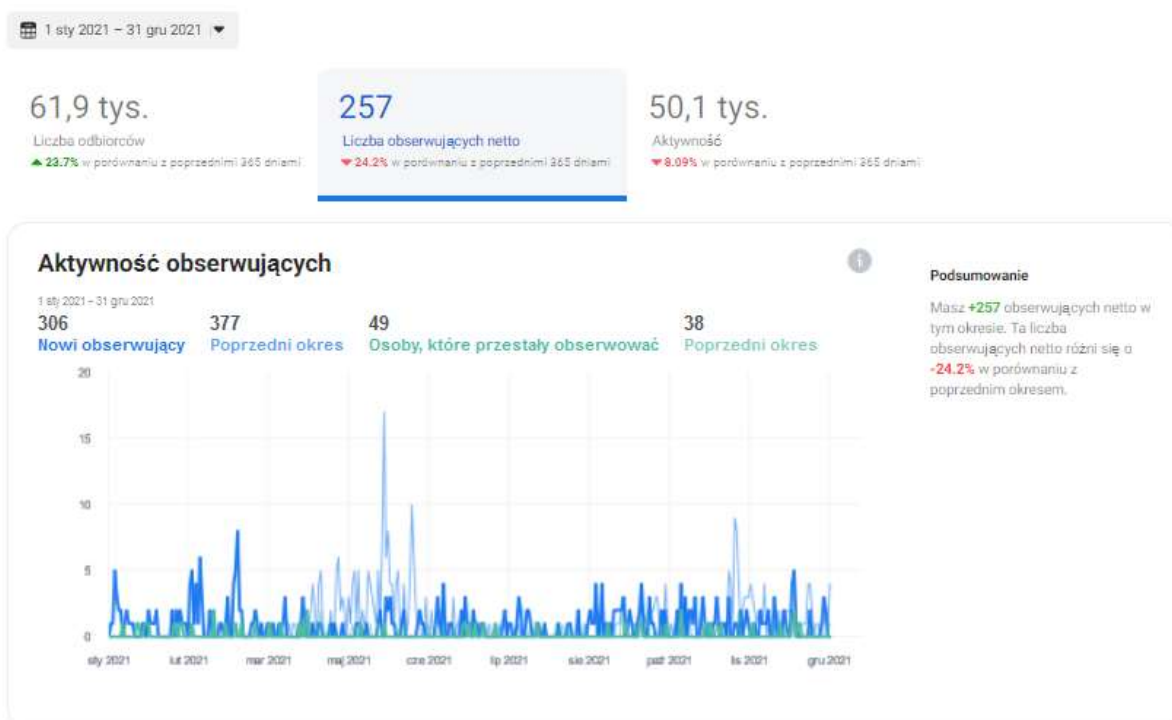 1 sty 2021 – 31 gru 2021
61,9 tys.
Liczba odbiorców
23.7% w porównaniu z poprzednimi 365 dniami
257
Liczba obserwujących netto
24.2% w porównaniu z poprzednimi 365 dniami
50,1 tys.
Aktywność
8.09% w porównaniu z poprzednimi 365 dniami
Aktywność obserwujących
1 sty 2021 – 31 gru 2021
306
Nowi obserwujący
377
Poprzedni okres
49
Osoby, które przestały obserwować
38
Poprzedni okres
20
15
10
5
0
sty 2021
lut 2021
mar 2021
maj 2021
cze 2021
lip 2021
sie 2021
paź 2021
lis 2021
gru 2021
Podsumowanie
Masz +257 obserwujących netto w
tym okresie. Ta liczba
obserwujących netto różni się o
-24.2% w porównaniu z
poprzednim okresem.